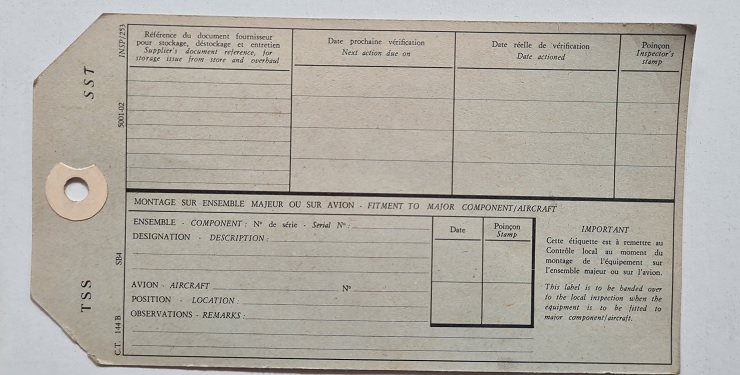 INSP/253
SST
5001-02
SB4
TSS
C.T. 144 B
Référence du document fournisseur
pour stockage, déstockage et entretien
Supplier's document reference, for
storage issue from store and overhaul
Date prochaine vérification
Next action due on
Date réelle de vérification
Date actioned
Poinçon
Inspector's
stamp
MONTAGE SUR ENSEMBLE MAJEUR OU SUR AVION - FITMENT TO MAJOR COMPONENT/AIRCRAFT
ENSEMBLE - COMPONENT : Nº de série - Serial Nº :
DESIGNATION - DESCRIPTION :
AVION - AIRCRAFT Nº
POSITION - LOCATION :
OBSERVATIONS - REMARKS :
Date
Poinçon
Stamp
IMPORTANT
Cette étiquette est à remettre au
Contrôle local au moment du
montage de l'équipement sur
l'ensemble majeur ou sur l'avion.
This label is to be handed over
to the local inspection when the
equipment is to be fitted to
major component/aircraft.